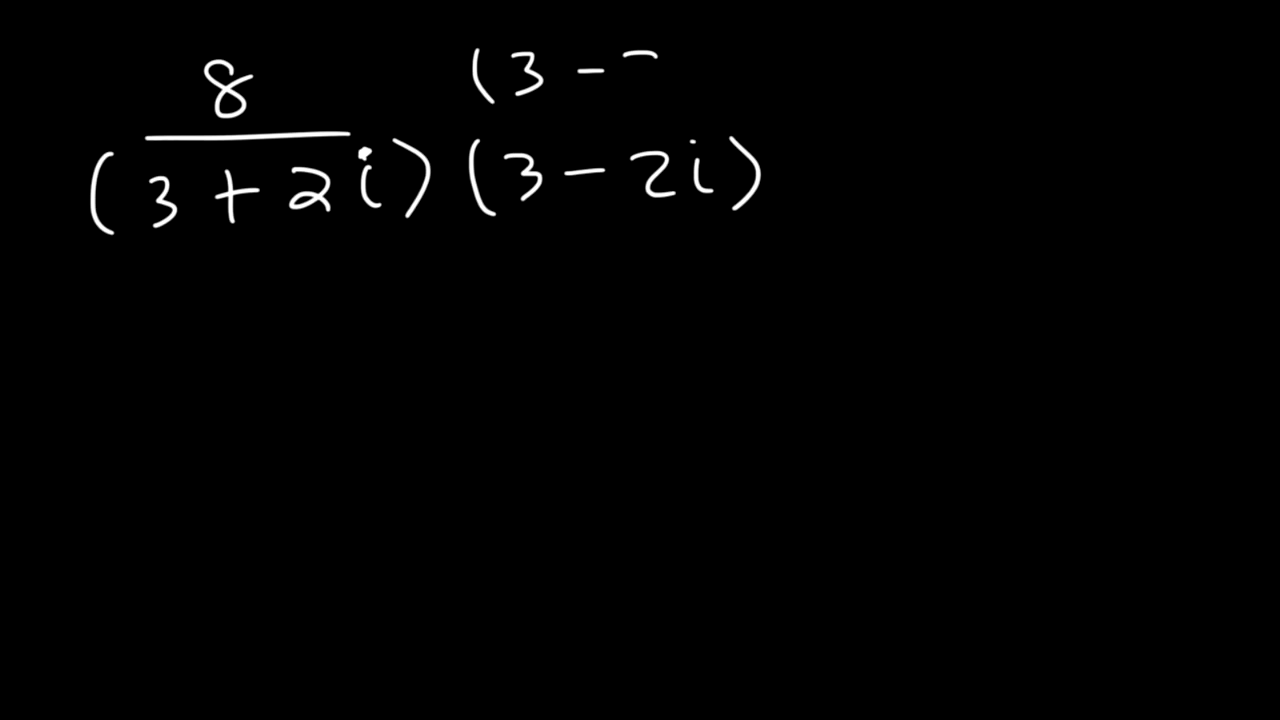 8 (3 -
(3 + 2i) (3 - 2i)